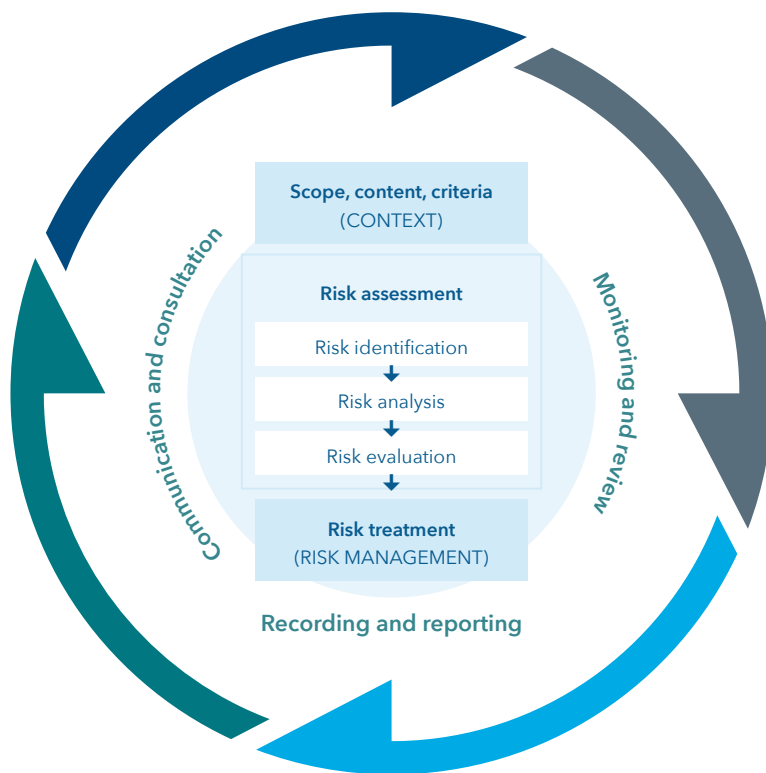 Scope, content, criteria
(CONTEXT)
Communication and consultation
Monitoring and review
Risk assessment
Risk identification
Risk analysis
Risk evaluation
Risk treatment
(RISK MANAGEMENT)
Recording and reporting